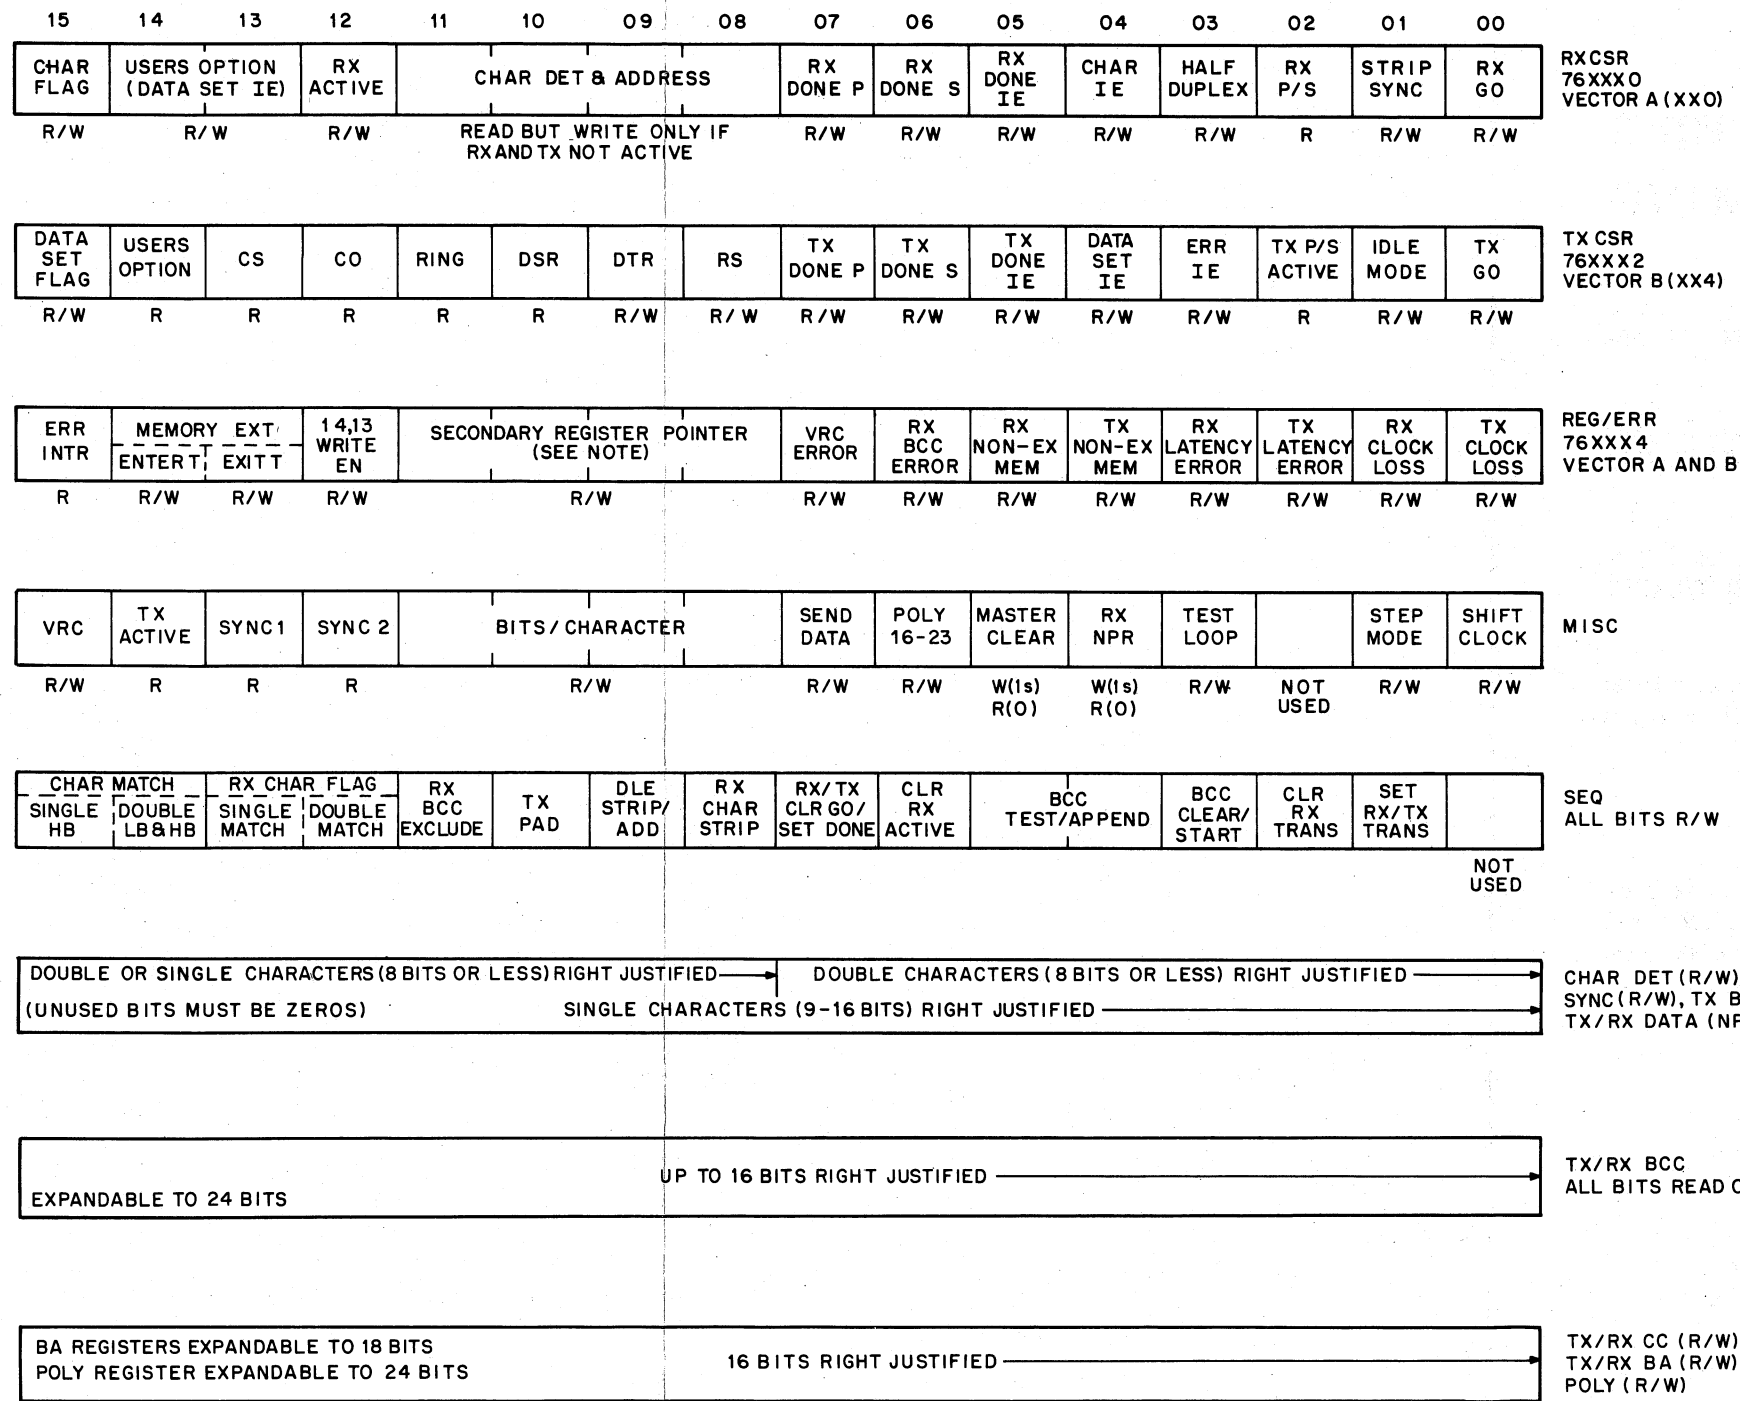 15 14 13 12 11 10 09 08 07 06 05 04 03 02 01 00
CHAR FLAG
USERS OPTION (DATA SET IE)
RX ACTIVE
CHAR DET & ADDRESS
RX DONE P
RX DONE S
RX DONE IE
CHAR IE
HALF DUPLEX
RX P/S
STRIP SYNC
RX GO
RXCSR
76XXX0
VECTOR A (XX0)
R/W R/W R/W READ BUT WRITE ONLY IF R/W R/W R/W R/W R/W R R/W R/W
RX AND TX NOT ACTIVE
DATA SET FLAG
USERS OPTION
CS
CO
RING
DSR
DTR
RS
TX DONE P
TX DONE S
TX DONE IE
DATA SET IE
ERR IE
TX P/S ACTIVE
IDLE MODE
TX GO
TX CSR
76XXX2
VECTOR B (XX4)
R/W R R R R R R/W R/W R/W R/W R/W R/W R/W R R/W R/W
ERR INTR
MEMORY EXT
ENTER T EXIT T
14,13 WRITE EN
SECONDARY REGISTER POINTER
(SEE NOTE)
VRC ERROR
RX BCC ERROR
RX NON-EX MEM
TX NON-EX MEM
RX LATENCY ERROR
TX LATENCY ERROR
RX CLOCK LOSS
TX CLOCK LOSS
REG/ERR
76XXX4
VECTOR A AND B
R R/W R/W R/W R/W R/W R/W R/W R/W R/W R/W R/W R/W
VRC
TX ACTIVE
SYNC1
SYNC 2
BITS/CHARACTER
SEND DATA
POLY 16-23
MASTER CLEAR
RX NPR
TEST LOOP
STEP MODE
SHIFT CLOCK
MISC
R/W R R R R/W R/W R/W W(1s) W(1s) R/W NOT R/W R/W
R(0) R(0) USED
CHAR MATCH
SINGLE HB
DOUBLE LB&HB
RX CHAR FLAG
SINGLE MATCH
DOUBLE MATCH
RX BCC EXCLUDE
TX PAD
DLE STRIP/ ADD
RX CHAR STRIP
RX/TX CLR GO/ SET DONE
CLR RX ACTIVE
BCC TEST/APPEND
BCC CLEAR/ START
CLR RX TRANS
SET RX/TX TRANS
SEQ
ALL BITS R/W
NOT USED
DOUBLE OR SINGLE CHARACTERS (8 BITS OR LESS) RIGHT JUSTIFIED
DOUBLE CHARACTERS (8 BITS OR LESS) RIGHT JUSTIFIED
(UNUSED BITS MUST BE ZEROS)
SINGLE CHARACTERS (9-16 BITS) RIGHT JUSTIFIED
CHAR DET (R/W)
SYNC (R/W), TX B
TX/RX DATA (NP
UP TO 16 BITS RIGHT JUSTIFIED
EXPANDABLE TO 24 BITS
TX/RX BCC
ALL BITS READ O
BA REGISTERS EXPANDABLE TO 18 BITS
POLY REGISTER EXPANDABLE TO 24 BITS
16 BITS RIGHT JUSTIFIED
TX/RX CC (R/W)
TX/RX BA (R/W)
POLY (R/W)